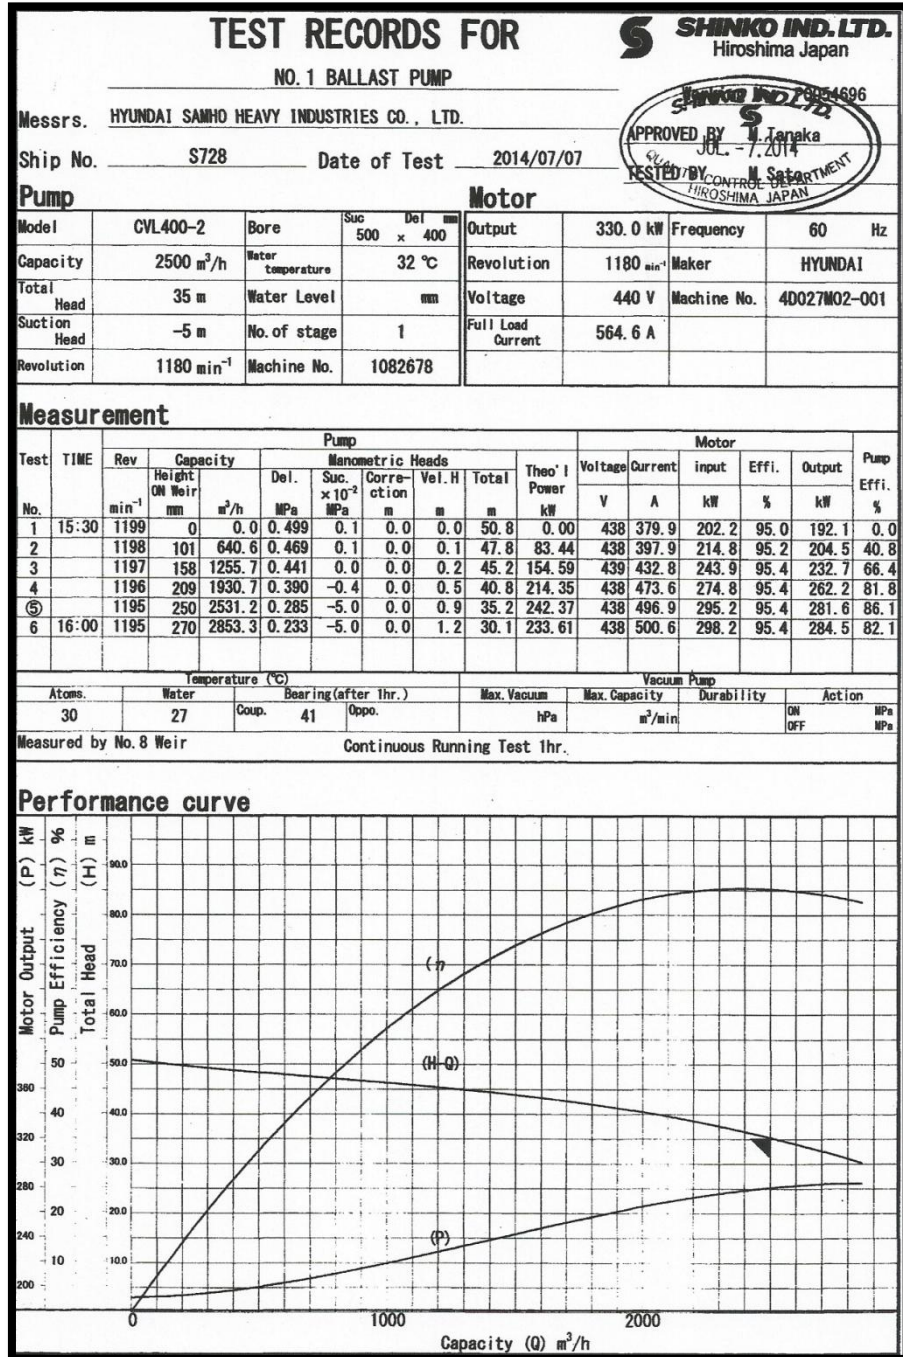 TEST RECORDS FOR
SHINKO IND. LTD.
Hiroshima Japan
NO. 1 BALLAST PUMP
Messrs. HYUNDAI SAMHO HEAVY INDUSTRIES CO., LTD.
SHINKO IND. LTD.
APPROVED BY M. Tanaka
JUL. -7. 2014
Ship No. S728 Date of Test 2014/07/07
TESTED BY M. Sato
QUALITY CONTROL DEPARTMENT
HIROSHIMA JAPAN
Pump Motor
Model CVL400-2 Bore Suc Del mm 500 × 400 Output 330.0 kW Frequency 60 Hz
Capacity 2500 m³/h Water temperature 32 ℃ Revolution 1180 min⁻¹ Maker HYUNDAI
Total Head 35 m Water Level mm Voltage 440 V Machine No. 4D027M02-001
Suction Head -5 m No. of stage 1 Full Load Current 564.6 A
Revolution 1180 min⁻¹ Machine No. 1082678
Measurement
Pump Motor
Test No. TIME Rev min⁻¹ Capacity Height ON Weir mm m³/h Manometric Heads Del. MPa Suc. ×10⁻² MPa Corre-ction m Vel.H m Total m Theo'l Power kW Voltage V Current A input kW Effi. % Output kW Pump Effi. %
1 15:30 1199 0 0.0 0.499 0.1 0.0 0.0 50.8 0.00 438 379.9 202.2 95.0 192.1 0.0
2 1198 101 640.6 0.469 0.1 0.0 0.1 47.8 83.44 438 397.9 214.8 95.2 204.5 40.8
3 1197 158 1255.7 0.441 0.0 0.0 0.2 45.2 154.59 439 432.8 243.9 95.4 232.7 66.4
4 1196 209 1930.7 0.390 -0.4 0.0 0.5 40.8 214.35 438 473.6 274.8 95.4 262.2 81.8
⑤ 1195 250 2531.2 0.285 -5.0 0.0 0.9 35.2 242.37 438 496.9 295.2 95.4 281.6 86.1
6 16:00 1195 270 2853.3 0.233 -5.0 0.0 1.2 30.1 233.61 438 500.6 298.2 95.4 284.5 82.1
Temperature (℃) Vacuum Pump
Atoms. Water Bearing(after 1hr.) Max. Vacuum Max. Capacity Durability Action
30 27 Coup. 41 Oppo. hPa m³/min ON MPa
OFF MPa
Measured by No. 8 Weir Continuous Running Test 1hr.
Performance curve
Motor Output (P) kW
Pump Efficiency (η) %
Total Head (H) m
90.0
80.0
70.0
(η
60.0
50 50.0
(H-Q)
360
40 40.0
320
30 30.0
280
20 20.0
240
(P)
10 10.0
200
0 1000 2000
Capacity (Q) m³/h